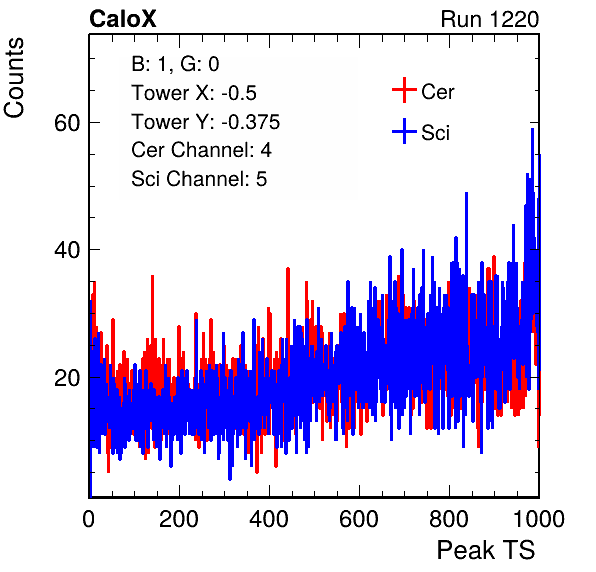 CaloX Run 1220
Counts
B: 1, G: 0
Tower X: -0.5
Tower Y: -0.375
Cer Channel: 4
Sci Channel: 5
Cer
Sci
60
40
20
0 200 400 600 800 1000
Peak TS